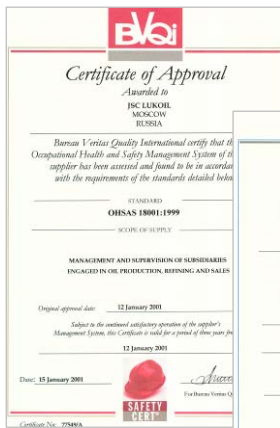 BVQi
Certificate of Approval
Awarded to
JSC LUKOIL
MOSCOW
RUSSIA
Bureau Veritas Quality International certify that th
Occupational Health and Safety Management System of th
supplier has been assessed and found to be in accordan
with the requirements of the standards detailed below
STANDARD
OHSAS 18001:1999
SCOPE OF SUPPLY
MANAGEMENT AND SUPERVISION OF SUBSIDIARIES
ENGAGED IN OIL PRODUCTION, REFINING AND SALES
Original approval date: 12 January 2001
Subject to the continued satisfactory operation of the supplier's
Management System, this Certificate is valid for a period of three years fro
12 January 2001
Date: 15 January 2001
For Bureau Veritas Q
SAFETY
CERT
Certificate No: 77549/A